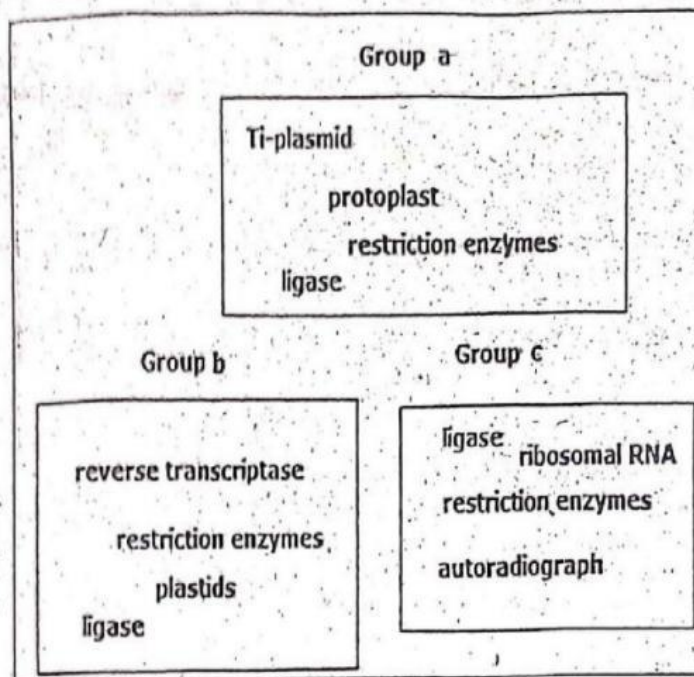 Group a
Ti-plasmid
protoplast
restriction enzymes
ligase
Group b
reverse transcriptase
restriction enzymes
plastids
ligase
Group c
ligase
ribosomal RNA
restriction enzymes
autoradiograph